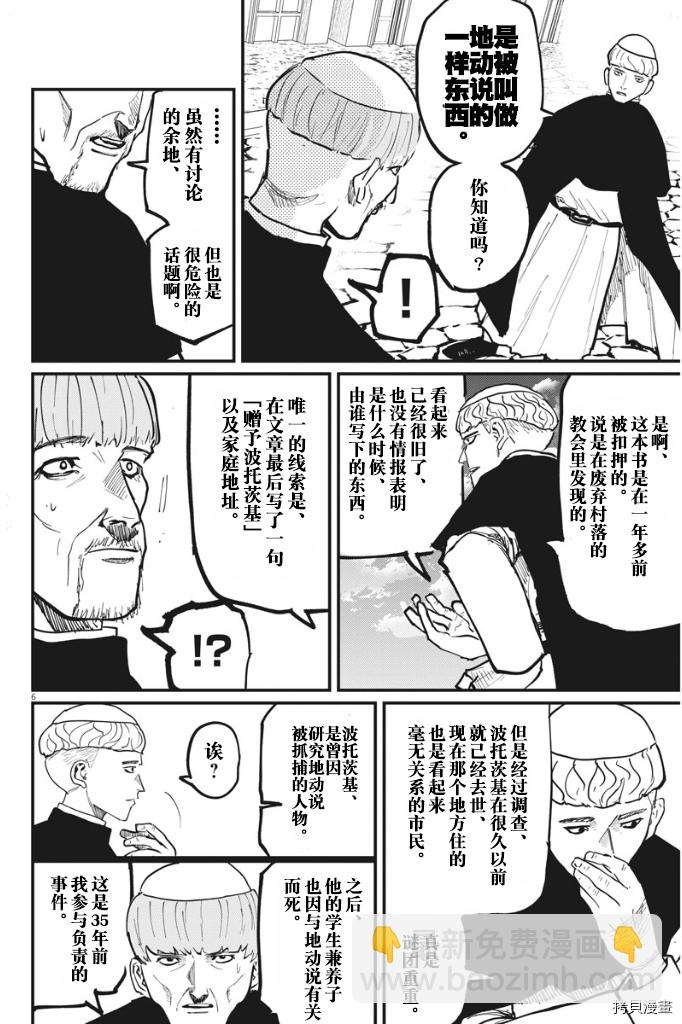 是被叫做
地动说的
一样东西。
你知道吗？
！
……
虽然有讨论
的余地、
但也是
很危险的
话题啊。
是啊、
这本书是在一年多前
被扣押的。
说是在废弃村落的
教会里发现的。
看起来
已经很旧了、
也没有情报表明
是什么时候、
由谁写下的东西。
唯一的线索是、
在文章最后写了一句
「赠予波托茨基」
以及家庭地址。
!?
6
但是经过调查、
波托茨基在很久以前
就已经去世、
现在那个地方住的
也是看起来
毫无关系的市民。
真是
谜团重重。
波托茨基、
是曾因
研究地动说
被抓捕的人物。
诶？
之后、
他的学生兼养子
也因与地动说有关
而死。
这是35年前
我参与负责的
事件。
新免费漫画
baozimh.com
拷貝漫畫